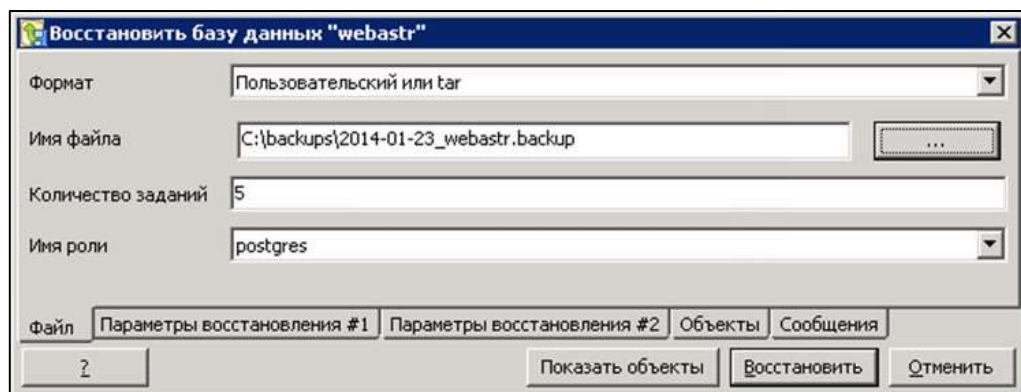 Восстановить базу данных "webastr"
Формат Пользовательский или tar
Имя файла C:\backups\2014-01-23_webastr.backup ...
Количество заданий 5
Имя роли postgres
Файл Параметры восстановления #1 Параметры восстановления #2 Объекты Сообщения
? Показать объекты Восстановить Отменить